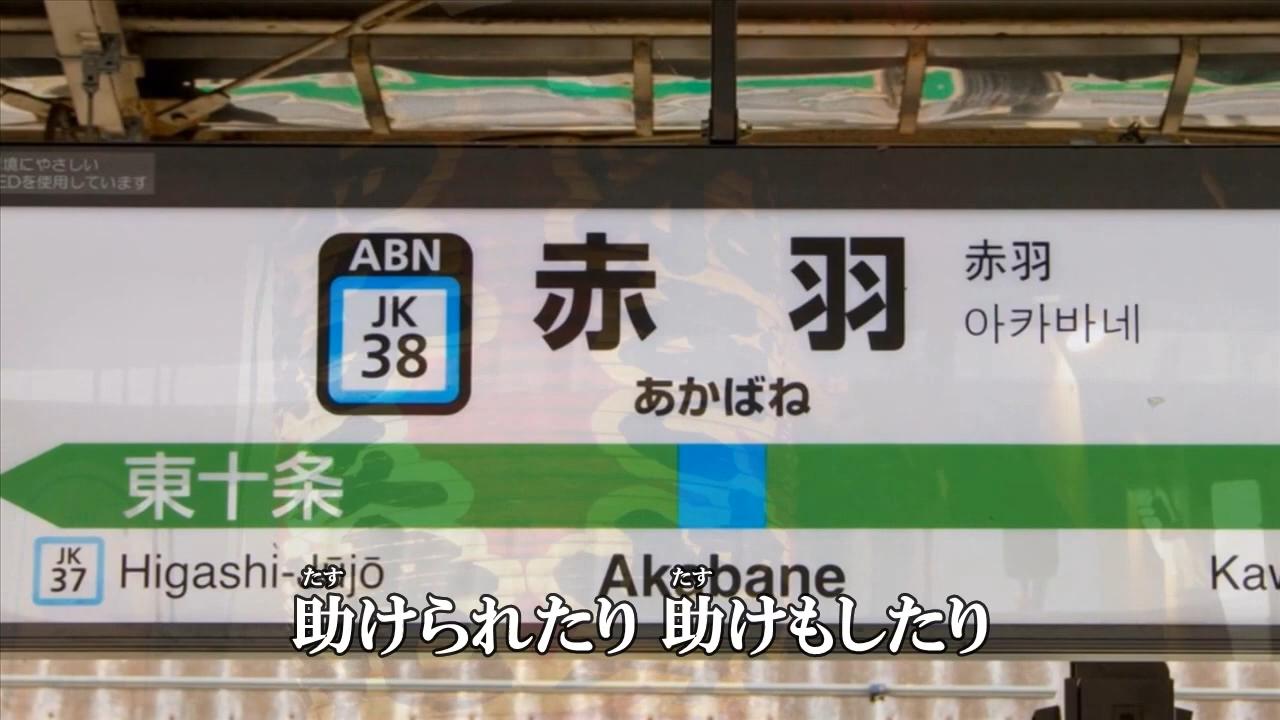 境にやさしい
EDを使用しています
ABN
JK
38
赤羽
赤羽
아카바네
あかばね
東十条
JK
37
Higashi-Jūjō
Akabane
Kaw
たす たす
助けられたり 助けもしたり